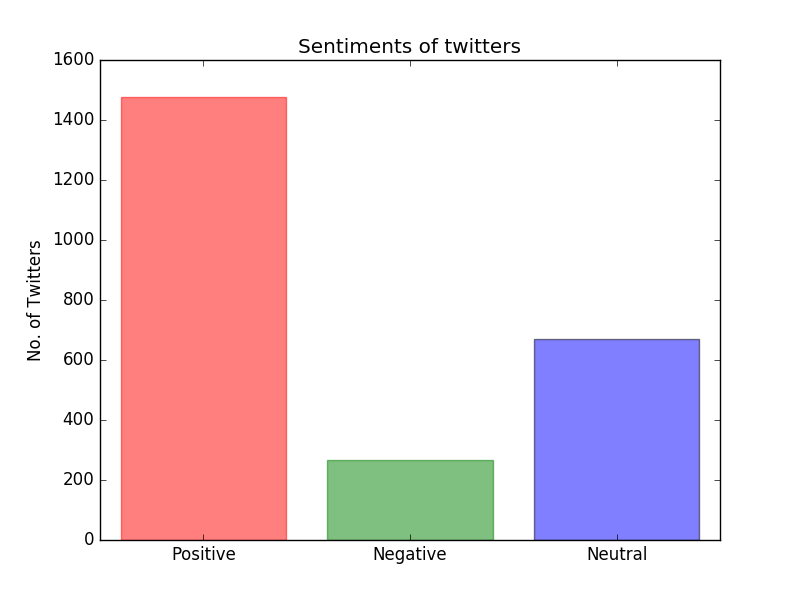 Sentiments of twitters
1600
1400
1200
1000
800
600
400
200
0
No. of Twitters
Positive
Negative
Neutral